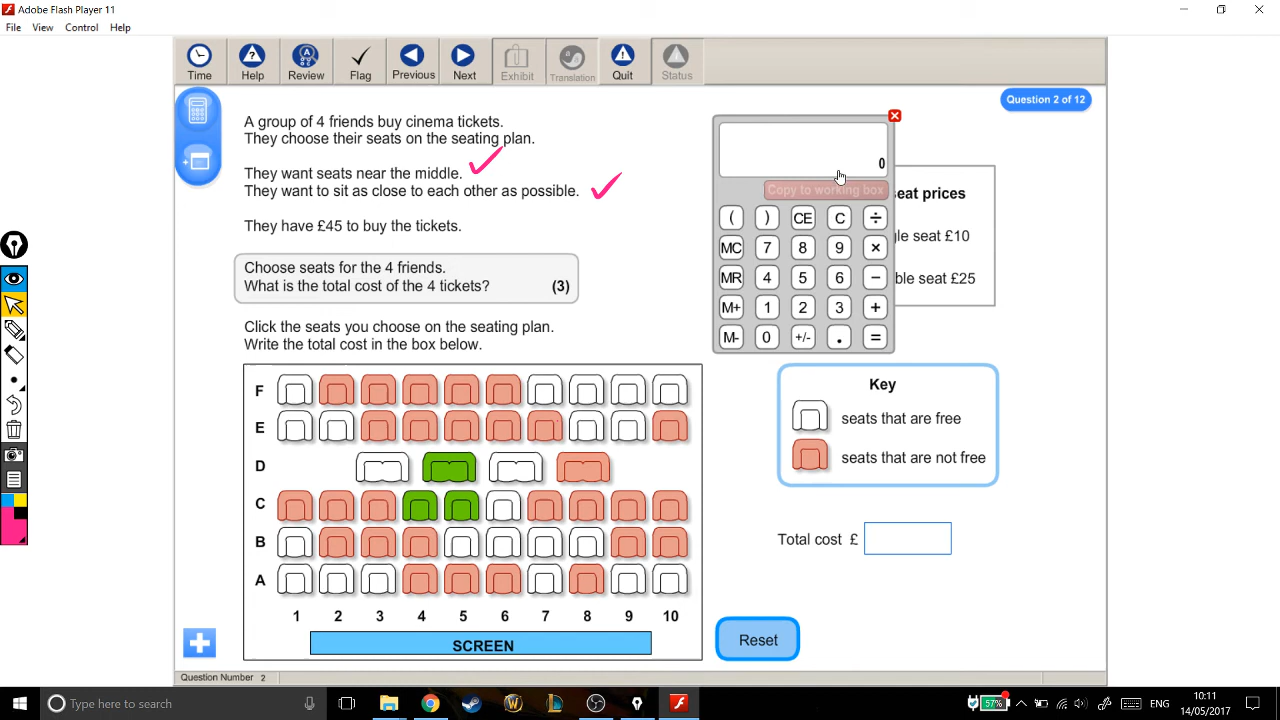 Adobe Flash Player 11
File View Control Help
Time Help Review Flag Previous Next Exhibit Translation Quit Status
Question 2 of 12
A group of 4 friends buy cinema tickets.
They choose their seats on the seating plan.
They want seats near the middle.
They want to sit as close to each other as possible.
They have £45 to buy the tickets.
Choose seats for the 4 friends.
What is the total cost of the 4 tickets? (3)
Click the seats you choose on the seating plan.
Write the total cost in the box below.
0
Copy to working box
( ) CE C ÷
MC 7 8 9 ×
MR 4 5 6 −
M+ 1 2 3 +
M- 0 +/- . =
eat prices
le seat £10
ble seat £25
F
E
D
C
B
A
1 2 3 4 5 6 7 8 9 10
SCREEN
Key
seats that are free
seats that are not free
Total cost £
Reset
Question Number 2
Type here to search
57%
ENG
10:11
14/05/2017